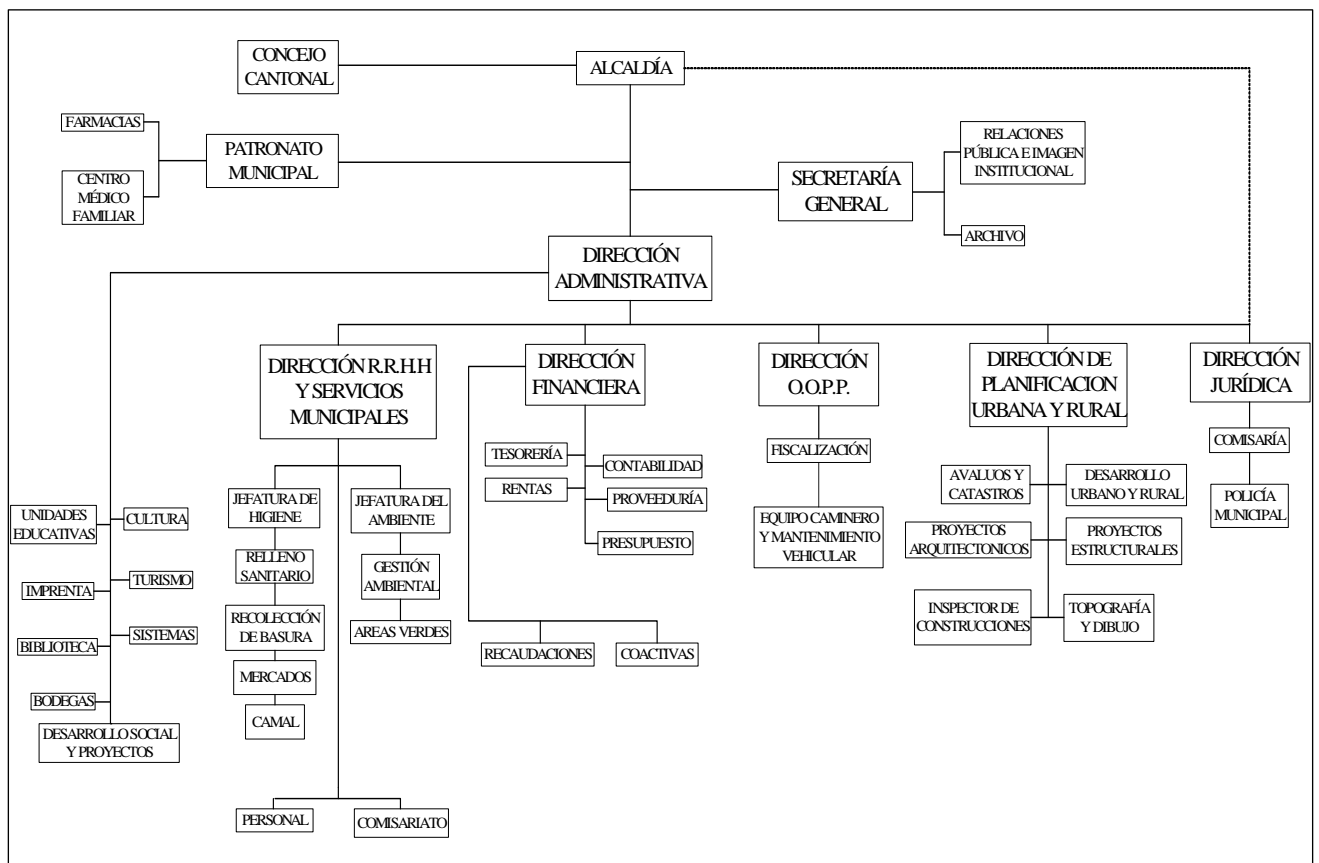 CONCEJO
CANTONAL
ALCALDÍA
FARMACIAS
CENTRO
MÉDICO
FAMILIAR
PATRONATO
MUNICIPAL
SECRETARÍA
GENERAL
RELACIONES
PÚBLICA E IMAGEN
INSTITUCIONAL
ARCHIVO
DIRECCIÓN
ADMINISTRATIVA
DIRECCIÓN R.R.H.H
Y SERVICIOS
MUNICIPALES
DIRECCIÓN
FINANCIERA
DIRECCIÓN
O.O.P.P.
DIRECCIÓN DE
PLANIFICACION
URBANA Y RURAL
DIRECCIÓN
JURÍDICA
UNIDADES
EDUCATIVAS
CULTURA
IMPRENTA
TURISMO
BIBLIOTECA
SISTEMAS
BODEGAS
DESARROLLO SOCIAL
Y PROYECTOS
JEFATURA DE
HIGIENE
RELLENO
SANITARIO
RECOLECCIÓN
DE BASURA
MERCADOS
CAMAL
JEFATURA DEL
AMBIENTE
GESTIÓN
AMBIENTAL
AREAS VERDES
PERSONAL
COMISARIATO
TESORERÍA
CONTABILIDAD
RENTAS
PROVEEDURÍA
PRESUPUESTO
RECAUDACIONES
COACTIVAS
FISCALIZACIÓN
EQUIPO CAMINERO
Y MANTENIMIENTO
VEHICULAR
AVALUOS Y
CATASTROS
DESARROLLO
URBANO Y RURAL
PROYECTOS
ARQUITECTONICOS
PROYECTOS
ESTRUCTURALES
INSPECTOR DE
CONSTRUCCIONES
TOPOGRAFÍA
Y DIBUJO
COMISARÍA
POLICÍA
MUNICIPAL